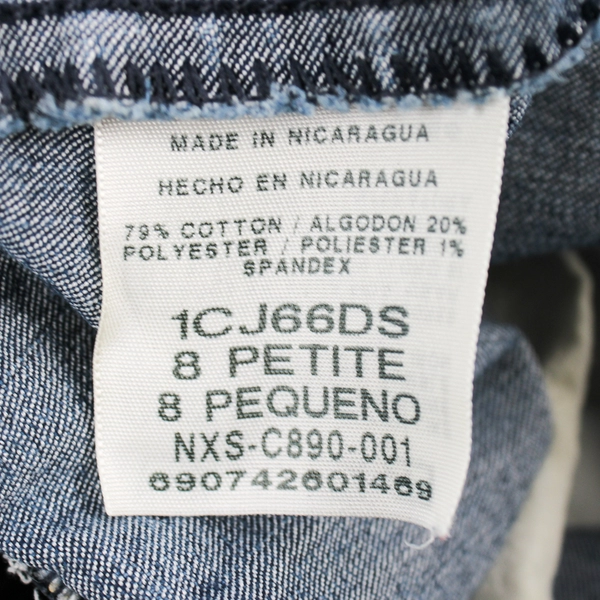 MADE IN NICARAGUA
HECHO EN NICARAGUA
79% COTTON / ALGODON 20%
POLYESTER / POLIESTER 1%
SPANDEX
1CJ66DS
8 PETITE
8 PEQUENO
NXS-C890-001
690742601469